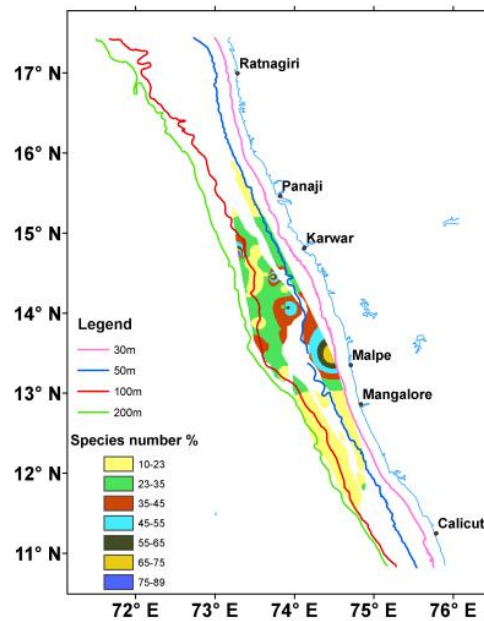 17° N
16° N
15° N
14° N
13° N
12° N
11° N
Ratnagiri
Panaji
Karwar
Malpe
Mangalore
Calicut
Legend
30m
50m
100m
200m
Species number %
10-23
23-35
35-45
45-55
55-65
65-75
75-89
72° E
73° E
74° E
75° E
76° E